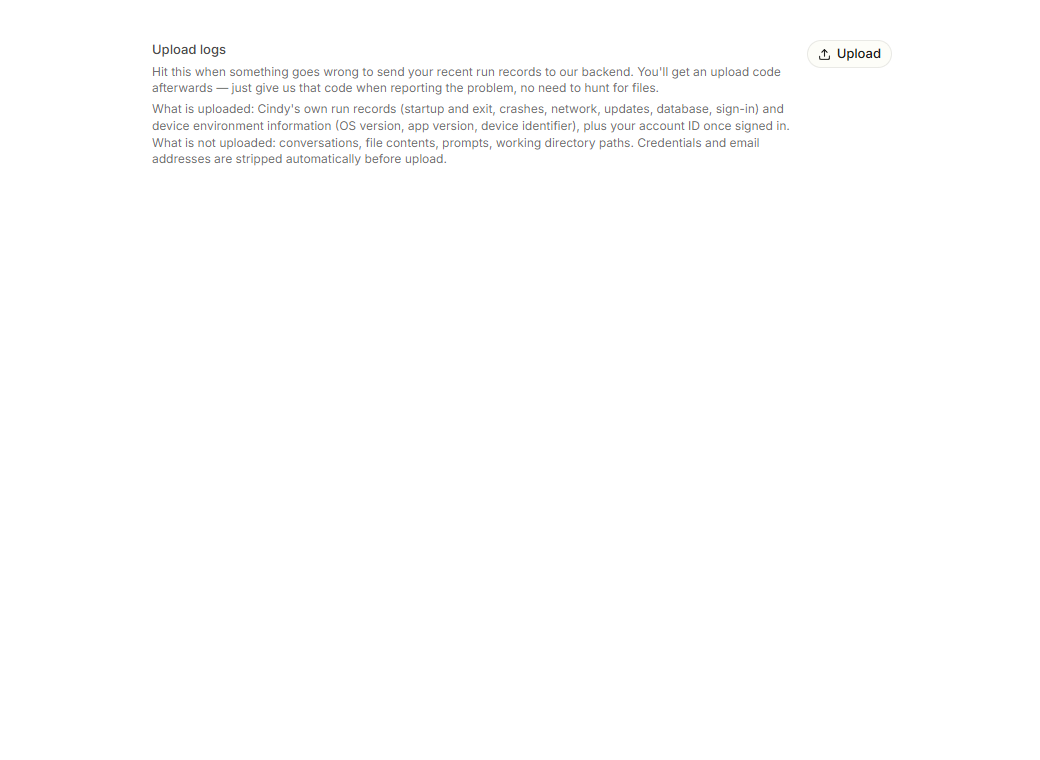 Upload logs
Upload
Hit this when something goes wrong to send your recent run records to our backend. You'll get an upload code
afterwards — just give us that code when reporting the problem, no need to hunt for files.
What is uploaded: Cindy's own run records (startup and exit, crashes, network, updates, database, sign-in) and
device environment information (OS version, app version, device identifier), plus your account ID once signed in.
What is not uploaded: conversations, file contents, prompts, working directory paths. Credentials and email
addresses are stripped automatically before upload.